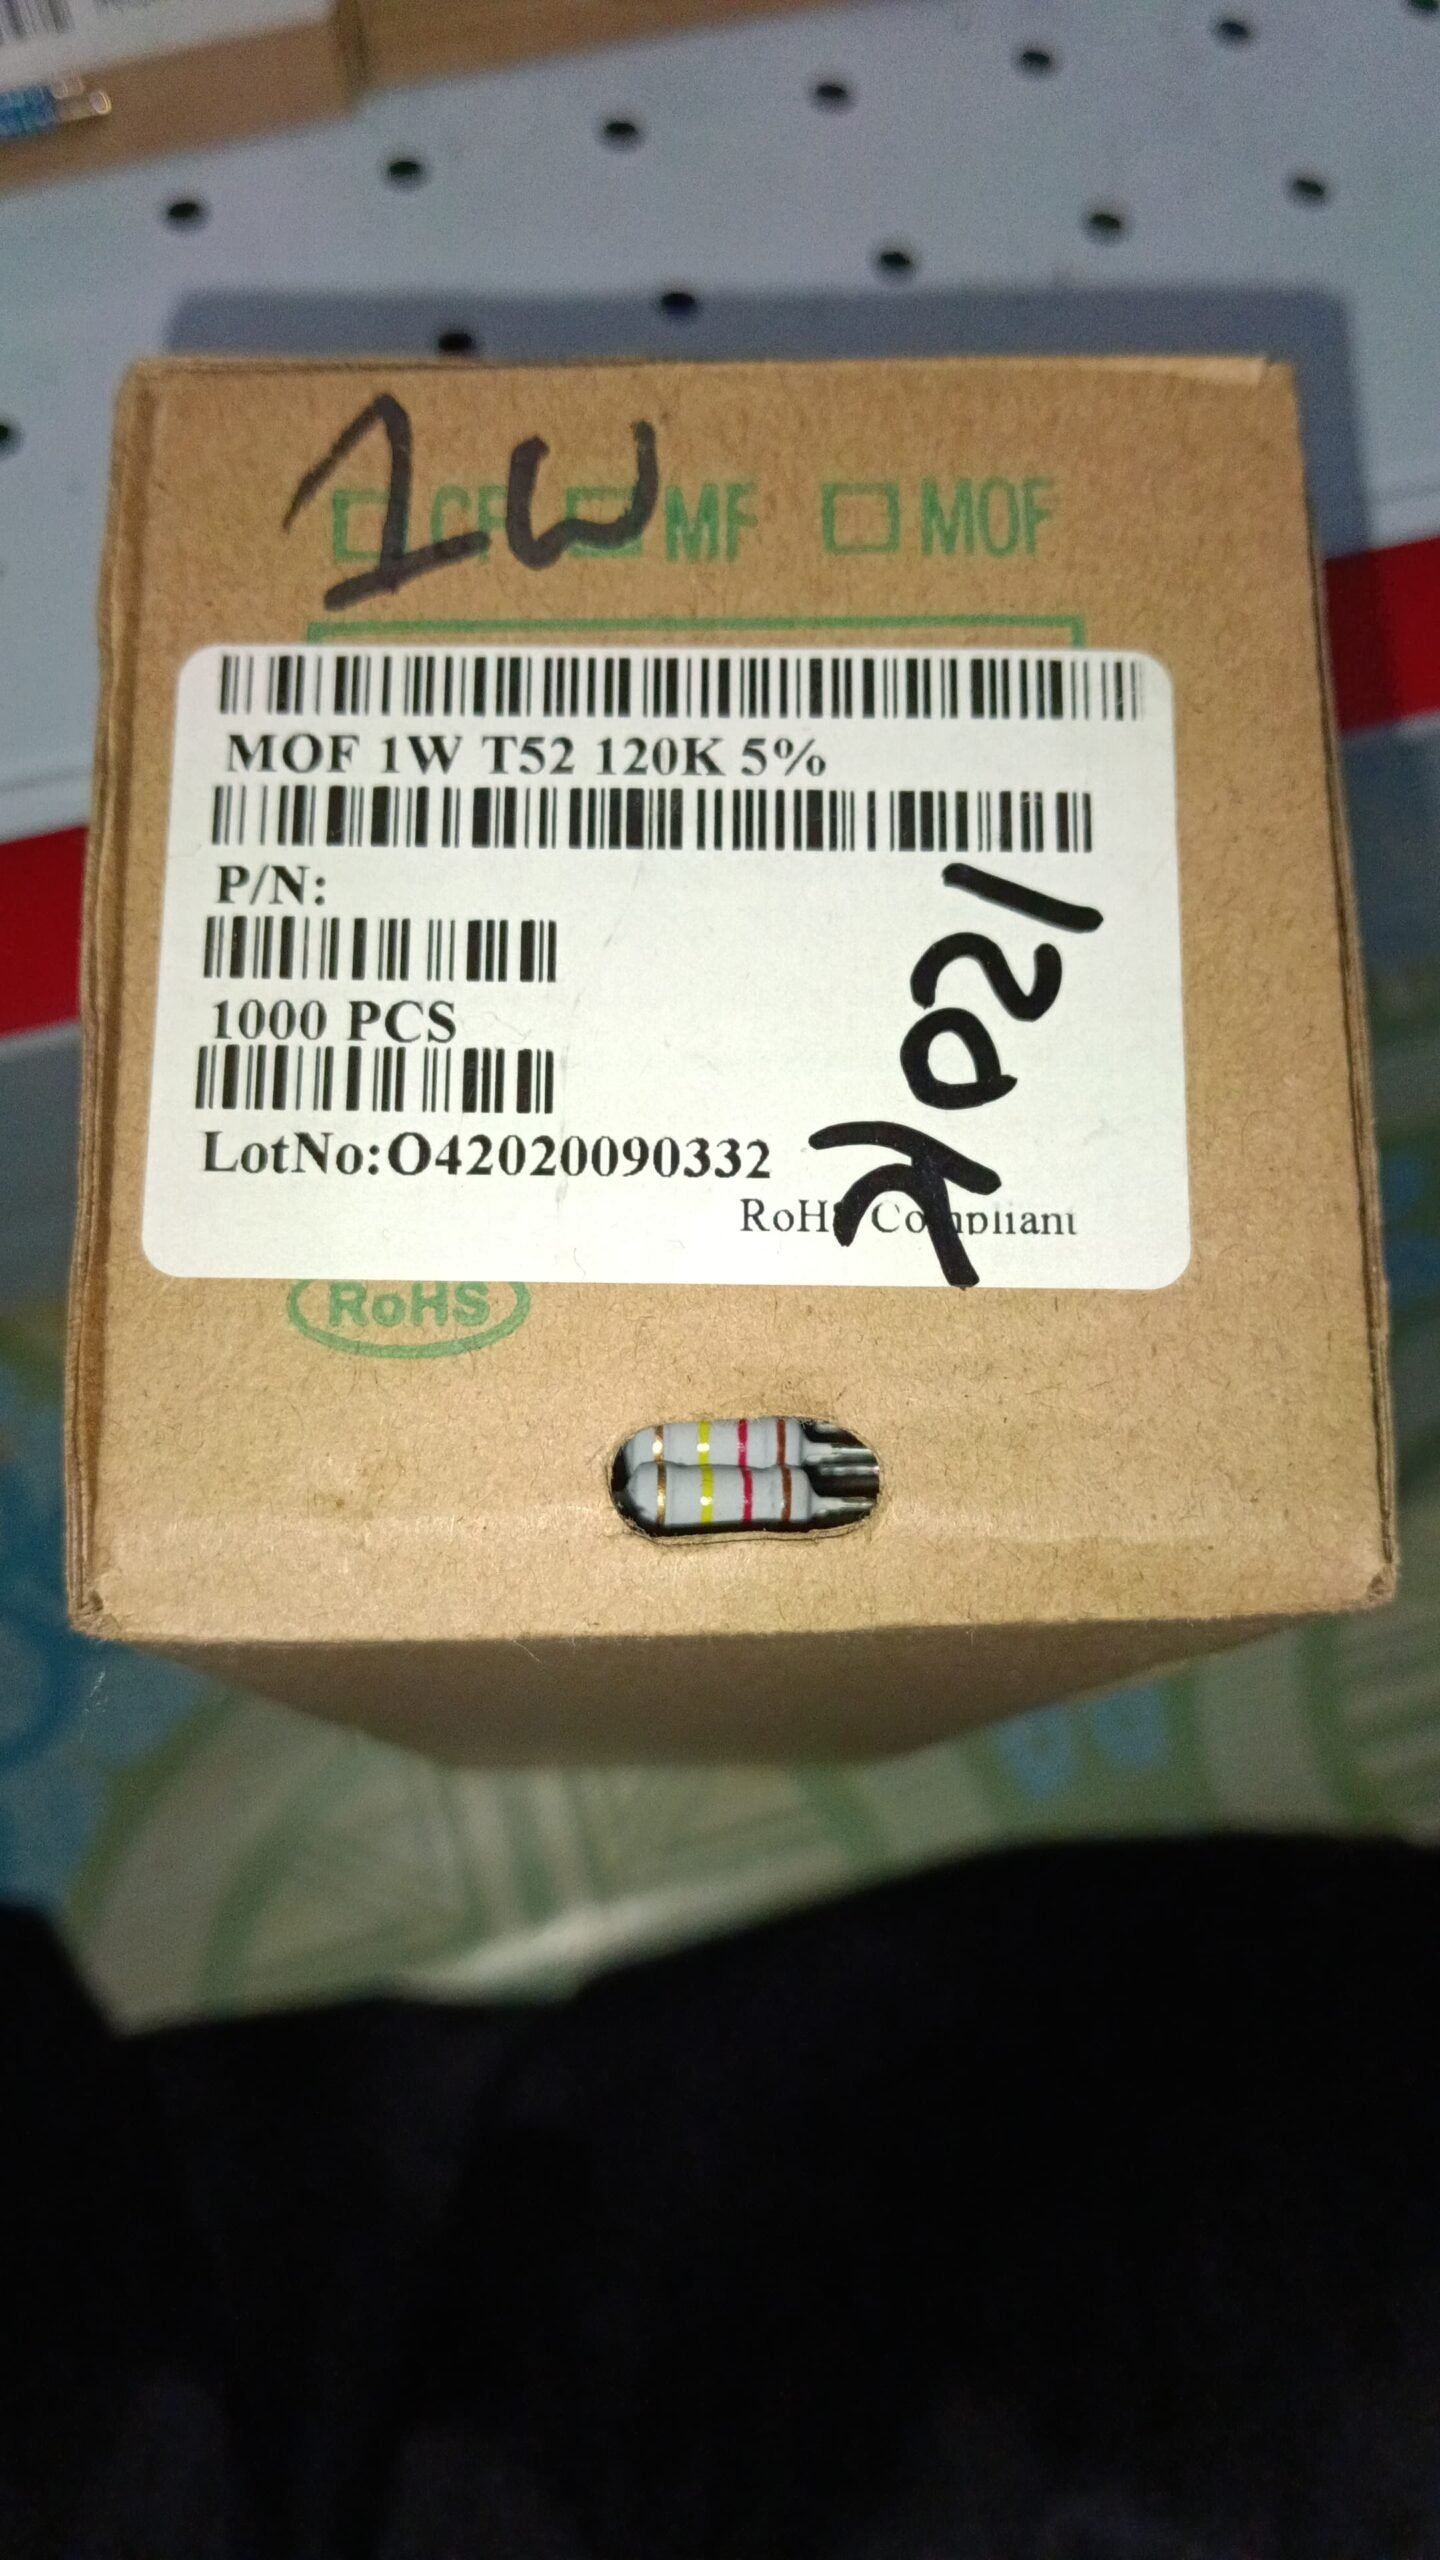 1W
CF MF MOF
MOF 1W T52 120K 5%
P/N:
1000 PCS
LotNo:O42020090332
RoHS Compliant
120K
RoHS